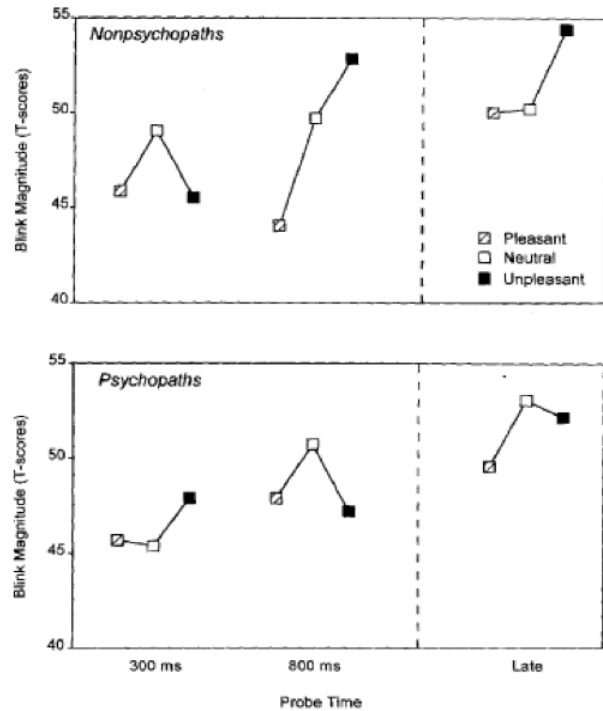 Nonpsychopaths
Blink Magnitude (T-scores)
55
50
45
40
Pleasant
Neutral
Unpleasant
Psychopaths
Blink Magnitude (T-scores)
55
50
45
40
300 ms 800 ms Late
Probe Time